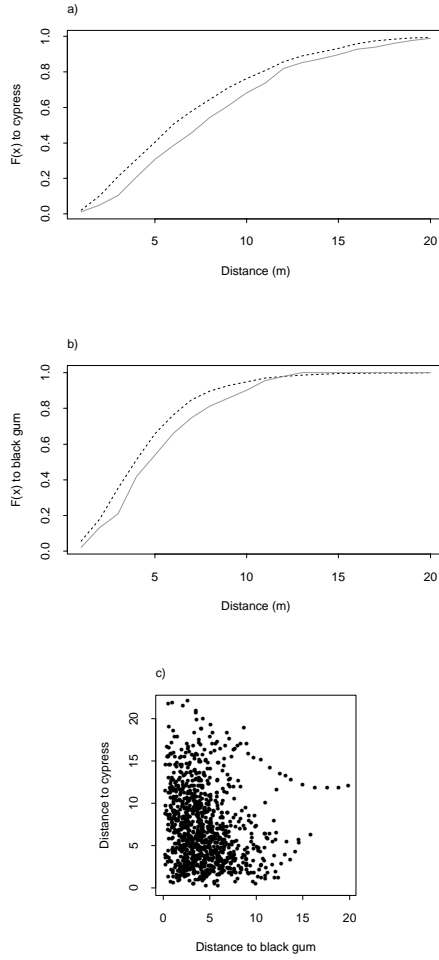 a)
F(x) to cypress
0.0 0.2 0.4 0.6 0.8 1.0
5 10 15 20
Distance (m)
b)
F(x) to black gum
0.0 0.2 0.4 0.6 0.8 1.0
5 10 15 20
Distance (m)
c)
Distance to cypress
0 5 10 15 20
0 5 10 15 20
Distance to black gum